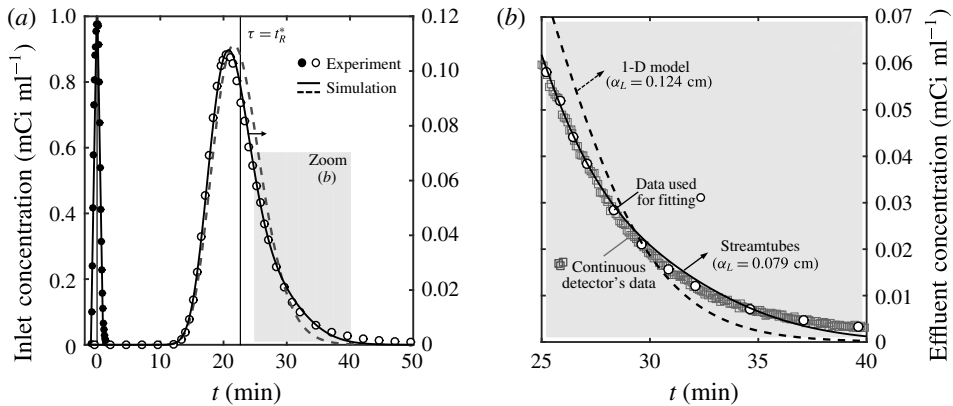 (a)
Inlet concentration (mCi ml−1)
1.0
0.8
0.6
0.4
0.2
0
0 10 20 30 40 50
t (min)
0.12
0.10
0.08
0.06
0.04
0.02
0
τ = t*R
Experiment
Simulation
Zoom
(b)
(b)
1-D model
(αL = 0.124 cm)
Data used
for fitting
Streamtubes
(αL = 0.079 cm)
Continuous
detector's data
25 30 35 40
t (min)
0.07
0.06
0.05
0.04
0.03
0.02
0.01
0
Effluent concentration (mCi ml−1)